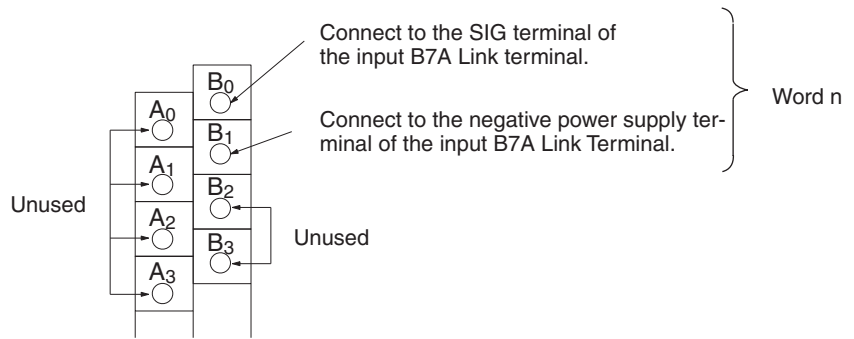 Connect to the SIG terminal of
the input B7A Link terminal.
Word n
B0
A0
Connect to the negative power supply ter-
minal of the input B7A Link Terminal.
B1
A1
B2
Unused
A2
B3
Unused
A3